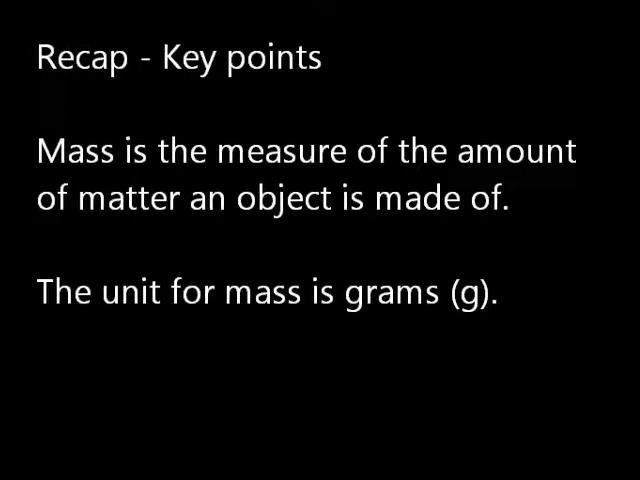 Recap - Key points
Mass is the measure of the amount
of matter an object is made of.
The unit for mass is grams (g).